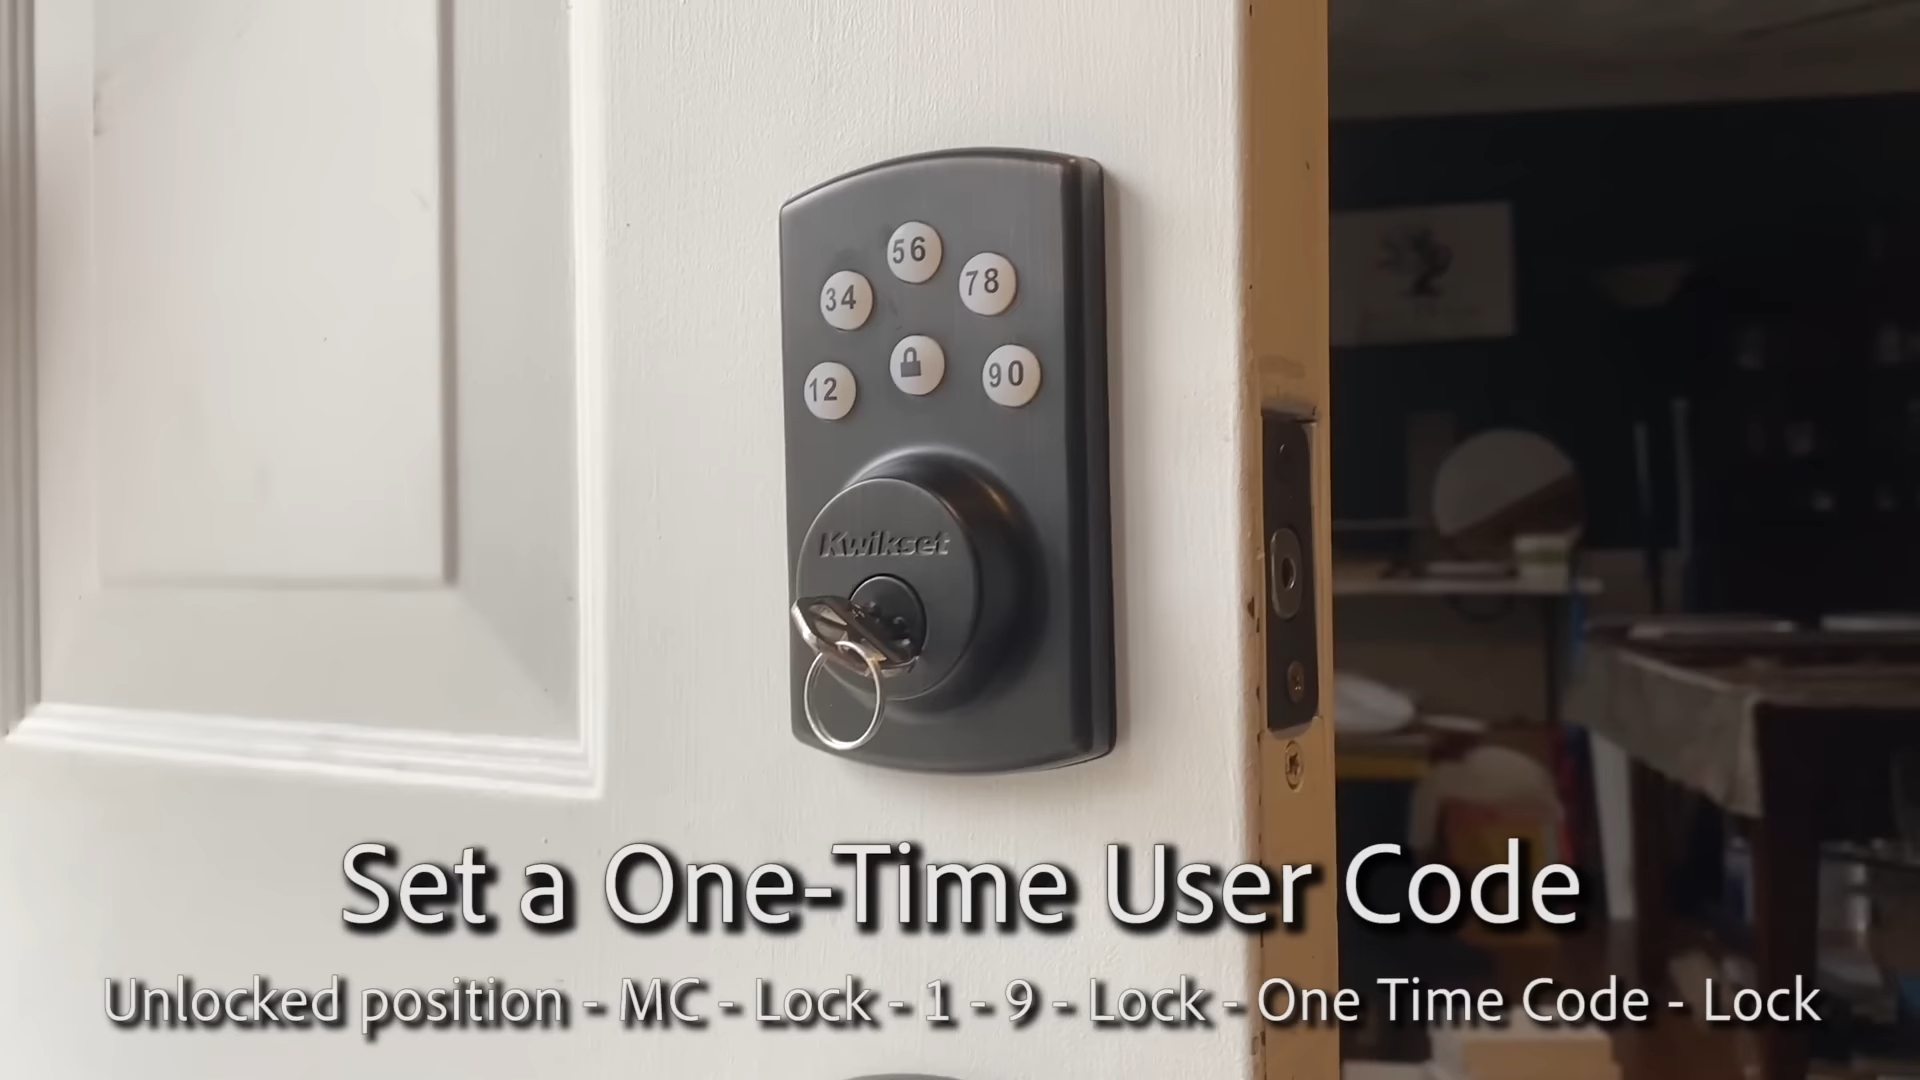 56
34
78
12
90
Kwikset
Set a One-Time User Code
Unlocked position - MC - Lock - 1 - 9 - Lock - One Time Code - Lock